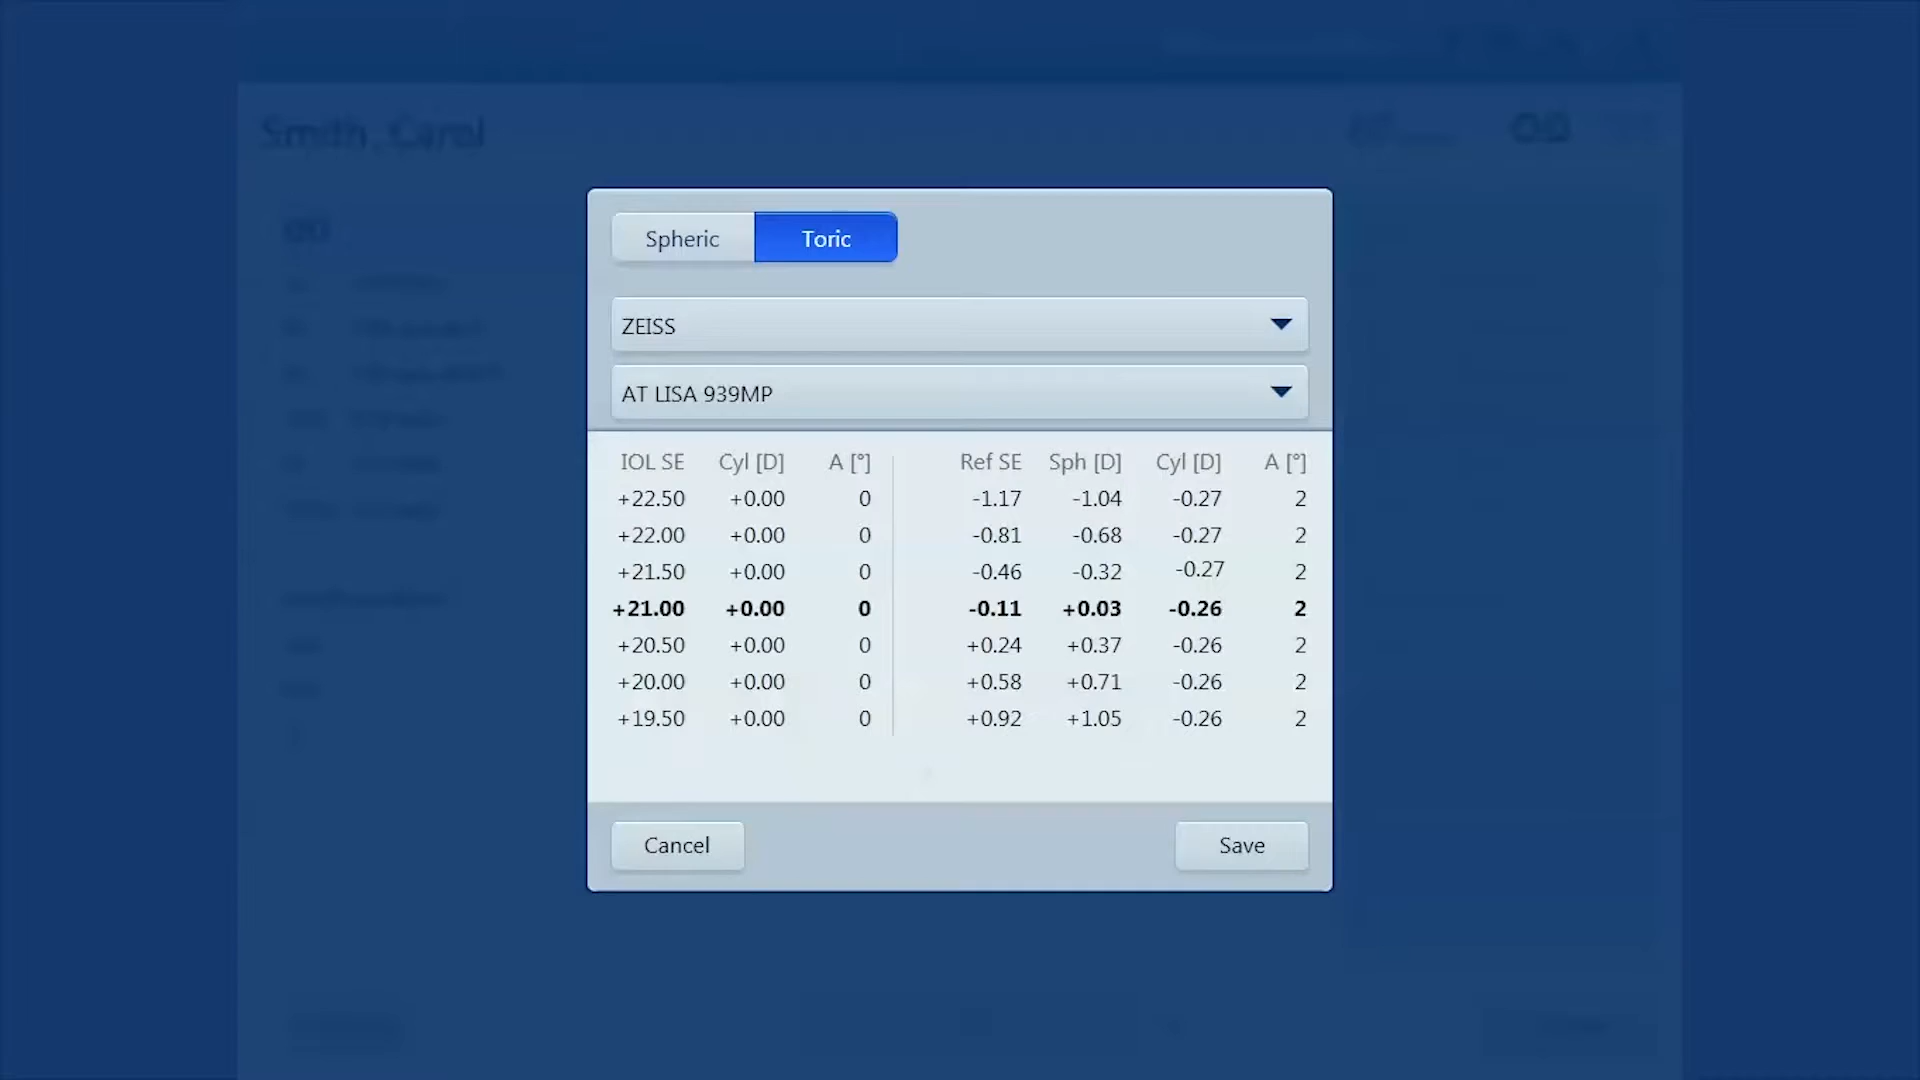 Smith, Carol
Spheric Toric
ZEISS
AT LISA 939MP
IOL SE Cyl [D] A [°] Ref SE Sph [D] Cyl [D] A [°]
+22.50 +0.00 0 -1.17 -1.04 -0.27 2
+22.00 +0.00 0 -0.81 -0.68 -0.27 2
+21.50 +0.00 0 -0.46 -0.32 -0.27 2
+21.00 +0.00 0 -0.11 +0.03 -0.26 2
+20.50 +0.00 0 +0.24 +0.37 -0.26 2
+20.00 +0.00 0 +0.58 +0.71 -0.26 2
+19.50 +0.00 0 +0.92 +1.05 -0.26 2
Cancel Save